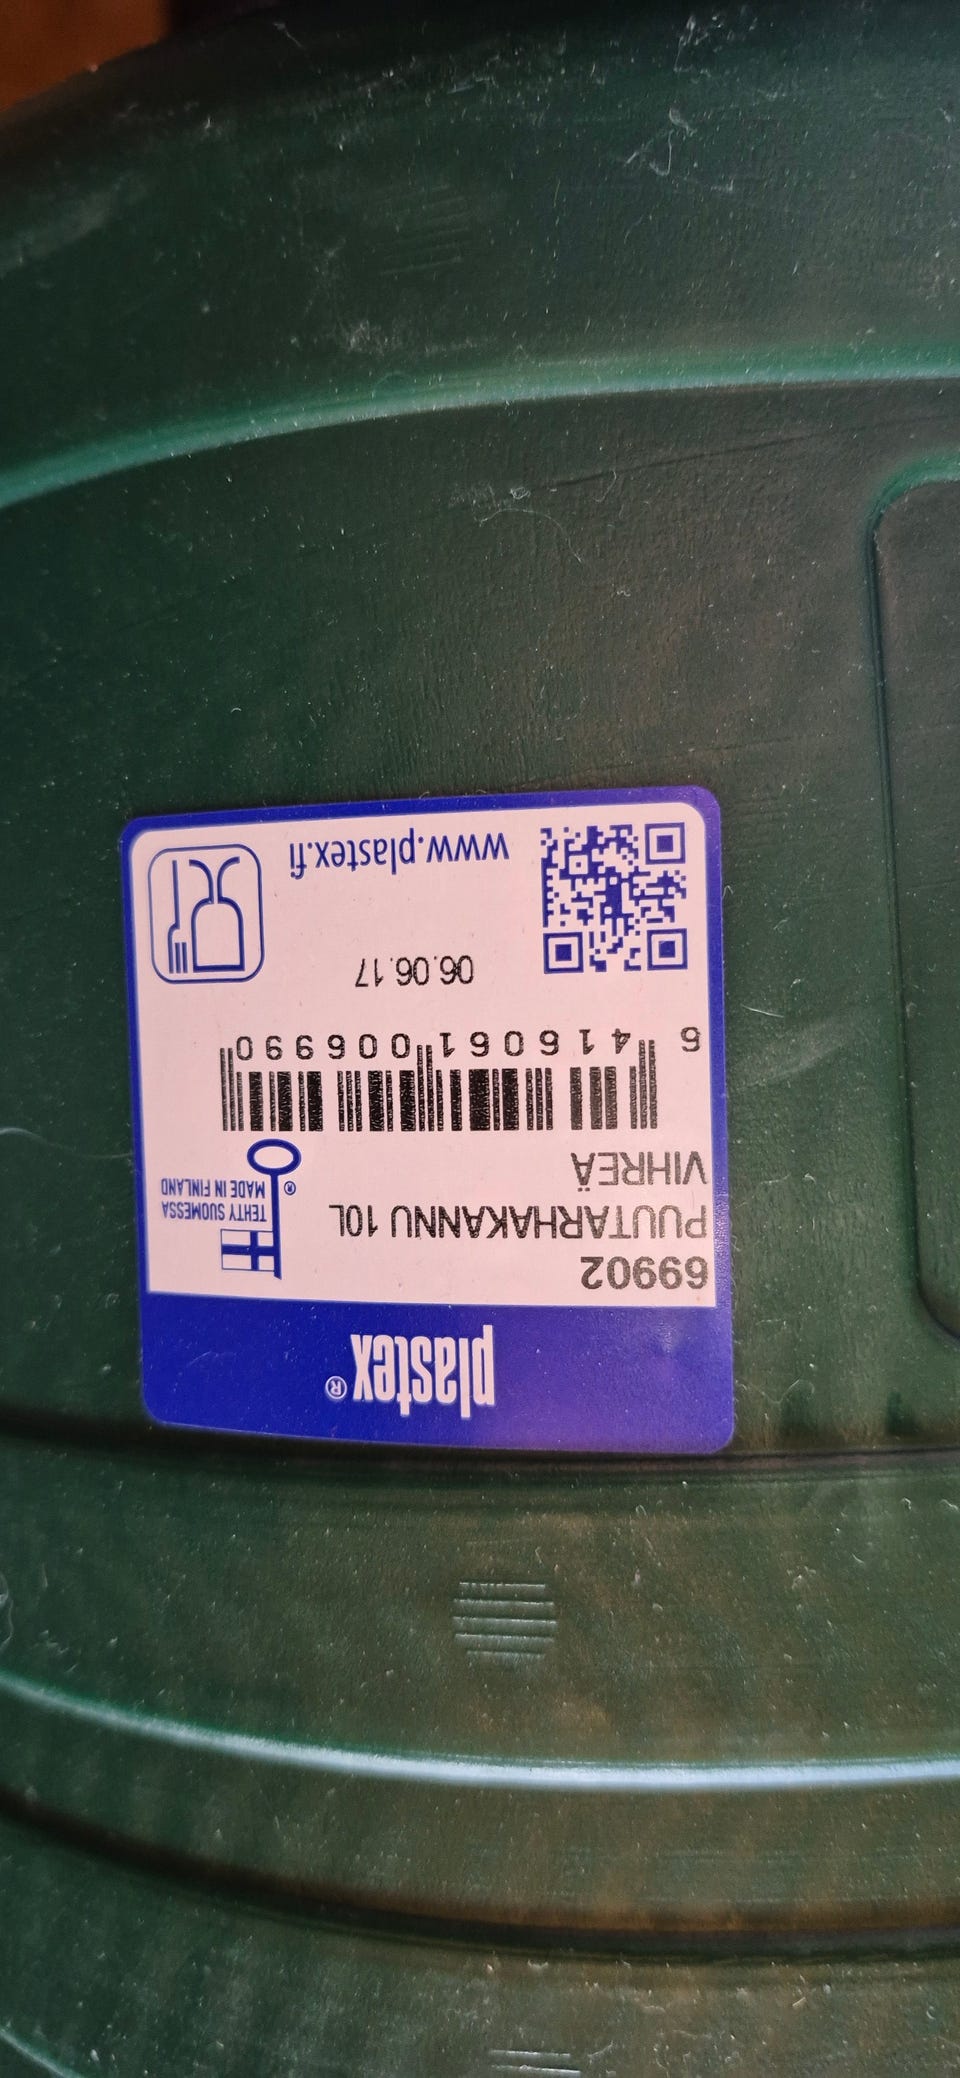 plastex®
69902
PUUTARHAKANNU 10L
VIHREÄ
TEHTY SUOMESSA
MADE IN FINLAND
®
6 416061 006990
06.06.17
www.plastex.fi